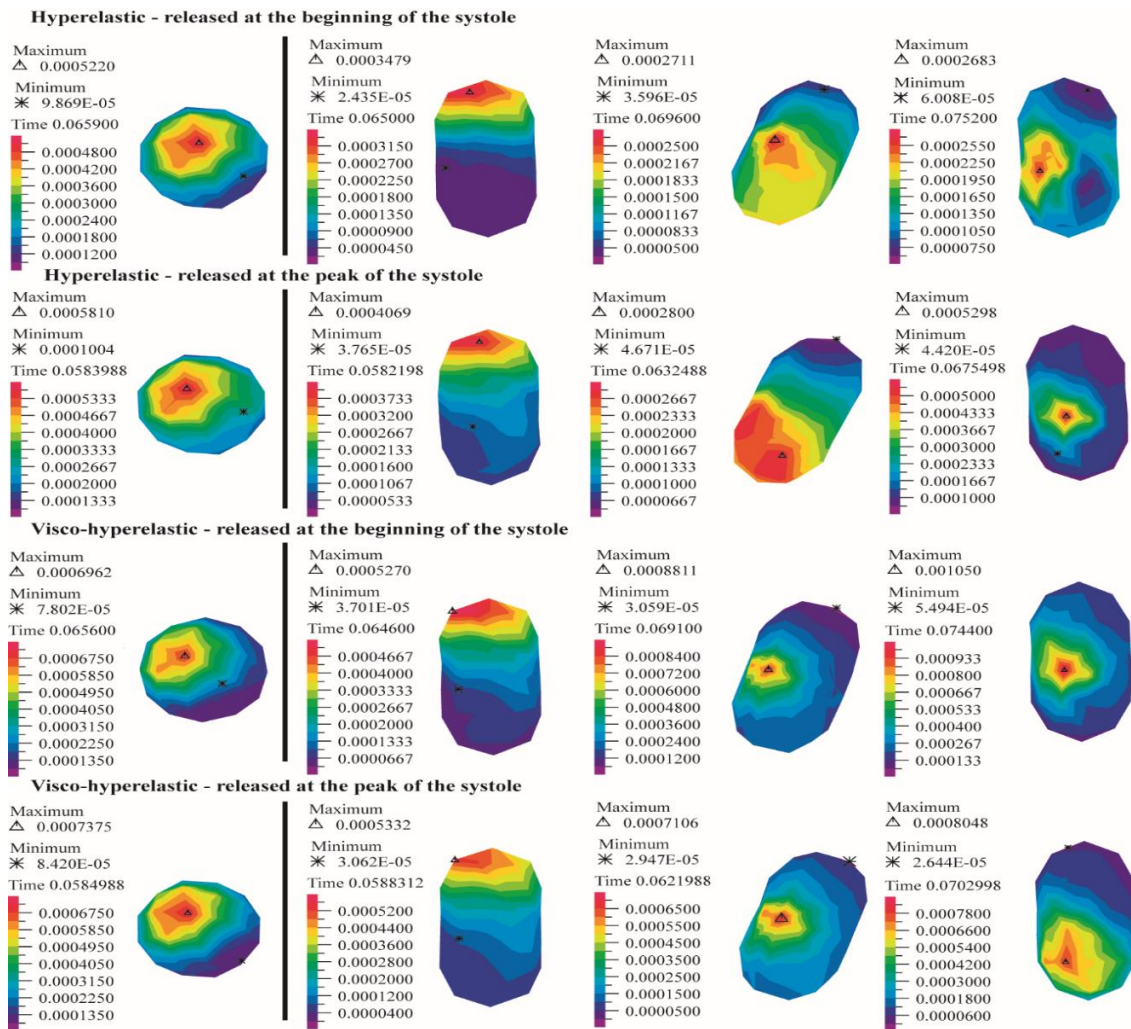 Hyperelastic - released at the beginning of the systole
Maximum
0.0005220
Minimum
9.869E-05
Time 0.065900
0.0004800
0.0004200
0.0003600
0.0003000
0.0002400
0.0001800
0.0001200
Maximum
0.0003479
Minimum
2.435E-05
Time 0.065000
0.0003150
0.0002700
0.0002250
0.0001800
0.0001350
0.0000900
0.0000450
Maximum
0.0002711
Minimum
3.596E-05
Time 0.069600
0.0002500
0.0002167
0.0001833
0.0001500
0.0001167
0.0000833
0.0000500
Maximum
0.0002683
Minimum
6.008E-05
Time 0.075200
0.0002550
0.0002250
0.0001950
0.0001650
0.0001350
0.0001050
0.0000750
Hyperelastic - released at the peak of the systole
Maximum
0.0005810
Minimum
0.0001004
Time 0.0583988
0.0005333
0.0004667
0.0004000
0.0003333
0.0002667
0.0002000
0.0001333
Maximum
0.0004069
Minimum
3.765E-05
Time 0.0582198
0.0003733
0.0003200
0.0002667
0.0002133
0.0001600
0.0001067
0.0000533
Maximum
0.0002800
Minimum
4.671E-05
Time 0.0632488
0.0002667
0.0002333
0.0002000
0.0001667
0.0001333
0.0001000
0.0000667
Maximum
0.0005298
Minimum
4.420E-05
Time 0.0675498
0.0005000
0.0004333
0.0003667
0.0003000
0.0002333
0.0001667
0.0001000
Visco-hyperelastic - released at the beginning of the systole
Maximum
0.0006962
Minimum
7.802E-05
Time 0.065600
0.0006750
0.0005850
0.0004950
0.0004050
0.0003150
0.0002250
0.0001350
Maximum
0.0005270
Minimum
3.701E-05
Time 0.064600
0.0004667
0.0004000
0.0003333
0.0002667
0.0002000
0.0001333
0.0000667
Maximum
0.0008811
Minimum
3.059E-05
Time 0.069100
0.0008400
0.0007200
0.0006000
0.0004800
0.0003600
0.0002400
0.0001200
Maximum
0.001050
Minimum
5.494E-05
Time 0.074400
0.000933
0.000800
0.000667
0.000533
0.000400
0.000267
0.000133
Visco-hyperelastic - released at the peak of the systole
Maximum
0.0007375
Minimum
8.420E-05
Time 0.0584988
0.0006750
0.0005850
0.0004950
0.0004050
0.0003150
0.0002250
0.0001350
Maximum
0.0005332
Minimum
3.062E-05
Time 0.0588312
0.0005200
0.0004400
0.0003600
0.0002800
0.0002000
0.0001200
0.0000400
Maximum
0.0007106
Minimum
2.947E-05
Time 0.0621988
0.0006500
0.0005500
0.0004500
0.0003500
0.0002500
0.0001500
0.0000500
Maximum
0.0008048
Minimum
2.644E-05
Time 0.0702998
0.0007800
0.0006600
0.0005400
0.0004200
0.0003000
0.0001800
0.0000600